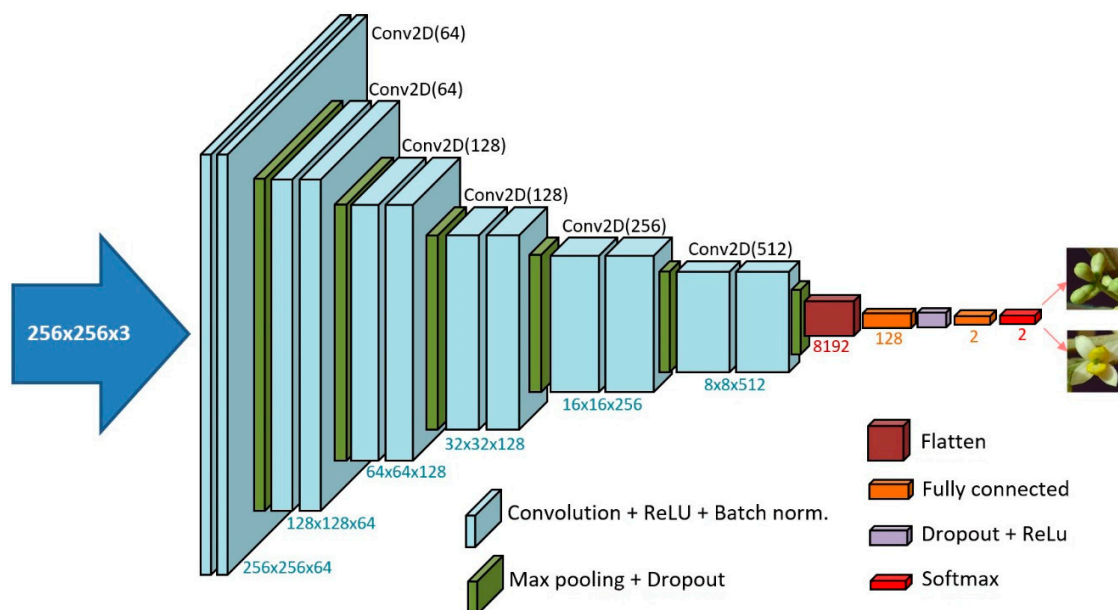 Conv2D(64)
Conv2D(64)
Conv2D(128)
Conv2D(128)
Conv2D(256)
Conv2D(512)
256x256x3
8192
128
2
2
8x8x512
16x16x256
32x32x128
64x64x128
128x128x64
256x256x64
Convolution + ReLU + Batch norm.
Max pooling + Dropout
Flatten
Fully connected
Dropout + ReLu
Softmax